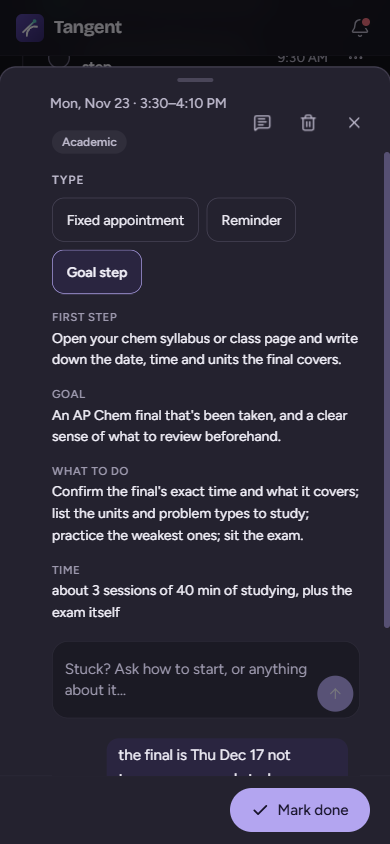 Tangent
step
9:30 AM
Mon, Nov 23 · 3:30–4:10 PM
Academic
TYPE
Fixed appointment
Reminder
Goal step
FIRST STEP
Open your chem syllabus or class page and write
down the date, time and units the final covers.
GOAL
An AP Chem final that's been taken, and a clear
sense of what to review beforehand.
WHAT TO DO
Confirm the final's exact time and what it covers;
list the units and problem types to study;
practice the weakest ones; sit the exam.
TIME
about 3 sessions of 40 min of studying, plus the
exam itself
Stuck? Ask how to start, or anything
about it...
the final is Thu Dec 17 not
Mark done